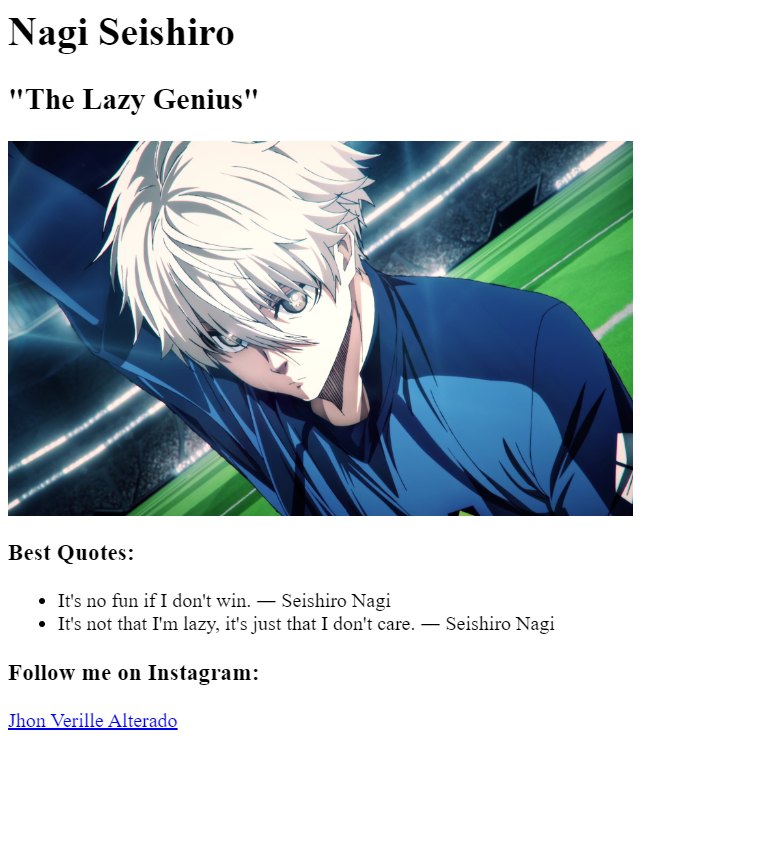 Nagi Seishiro
"The Lazy Genius"
Best Quotes:
• It's no fun if I don't win. — Seishiro Nagi
• It's not that I'm lazy, it's just that I don't care. — Seishiro Nagi
Follow me on Instagram:
Jhon Verille Alterado